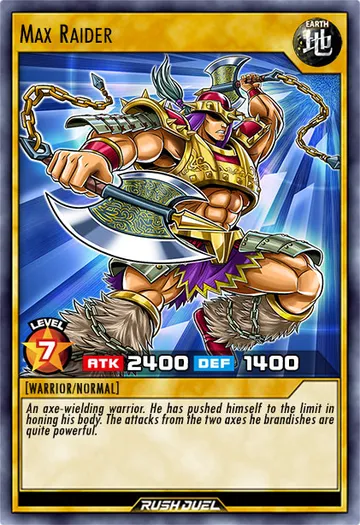 Max Raider
EARTH
地
LEVEL
7
ATK 2400 DEF 1400
[WARRIOR/NORMAL]
An axe-wielding warrior. He has pushed himself to the limit in
honing his body. The attacks from the two axes he brandishes are
quite powerful.
RUSH DUEL